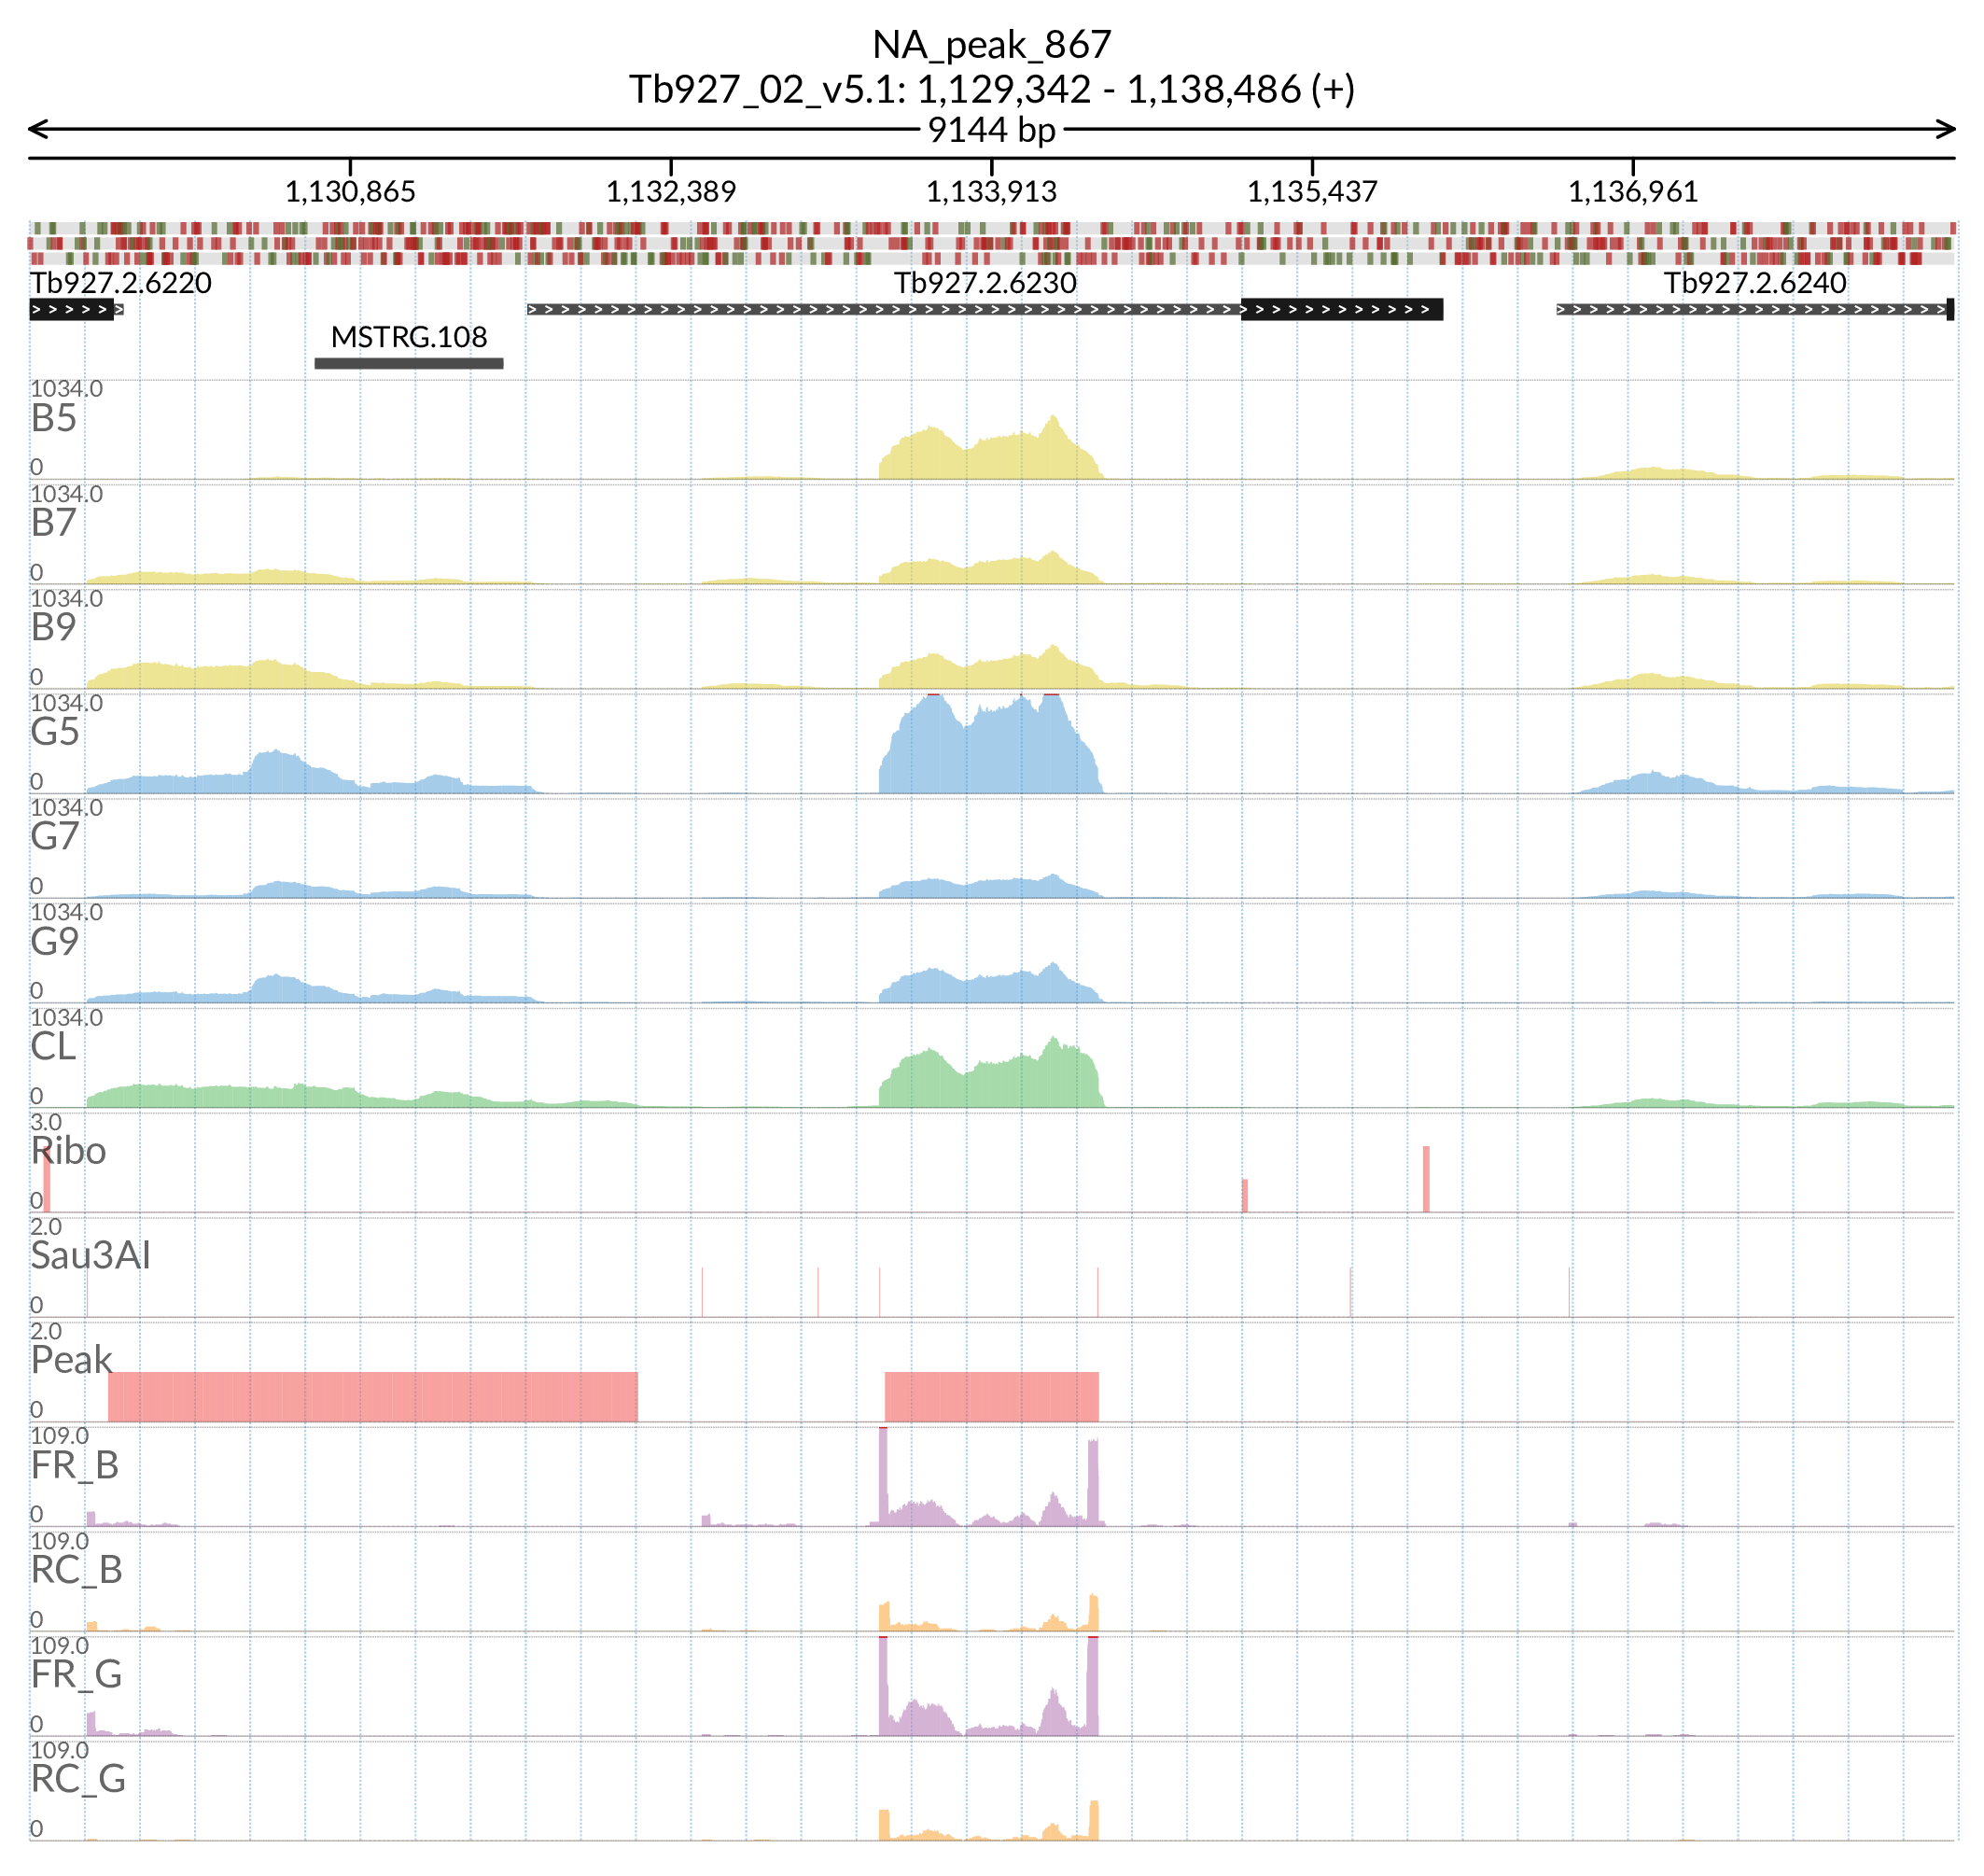 NA_peak_867
Tb927_02_v5.1: 1,129,342 - 1,138,486 (+)
9144 bp
1,130,865 1,132,389 1,133,913 1,135,437 1,136,961
Tb927.2.6220 Tb927.2.6230 Tb927.2.6240
MSTRG.108
1034.0
B5
0
1034.0
B7
0
1034.0
B9
0
1034.0
G5
0
1034.0
G7
0
1034.0
G9
0
1034.0
CL
0
3.0
Ribo
0
2.0
Sau3AI
0
2.0
Peak
0
109.0
FR_B
0
109.0
RC_B
0
109.0
FR_G
0
109.0
RC_G
0